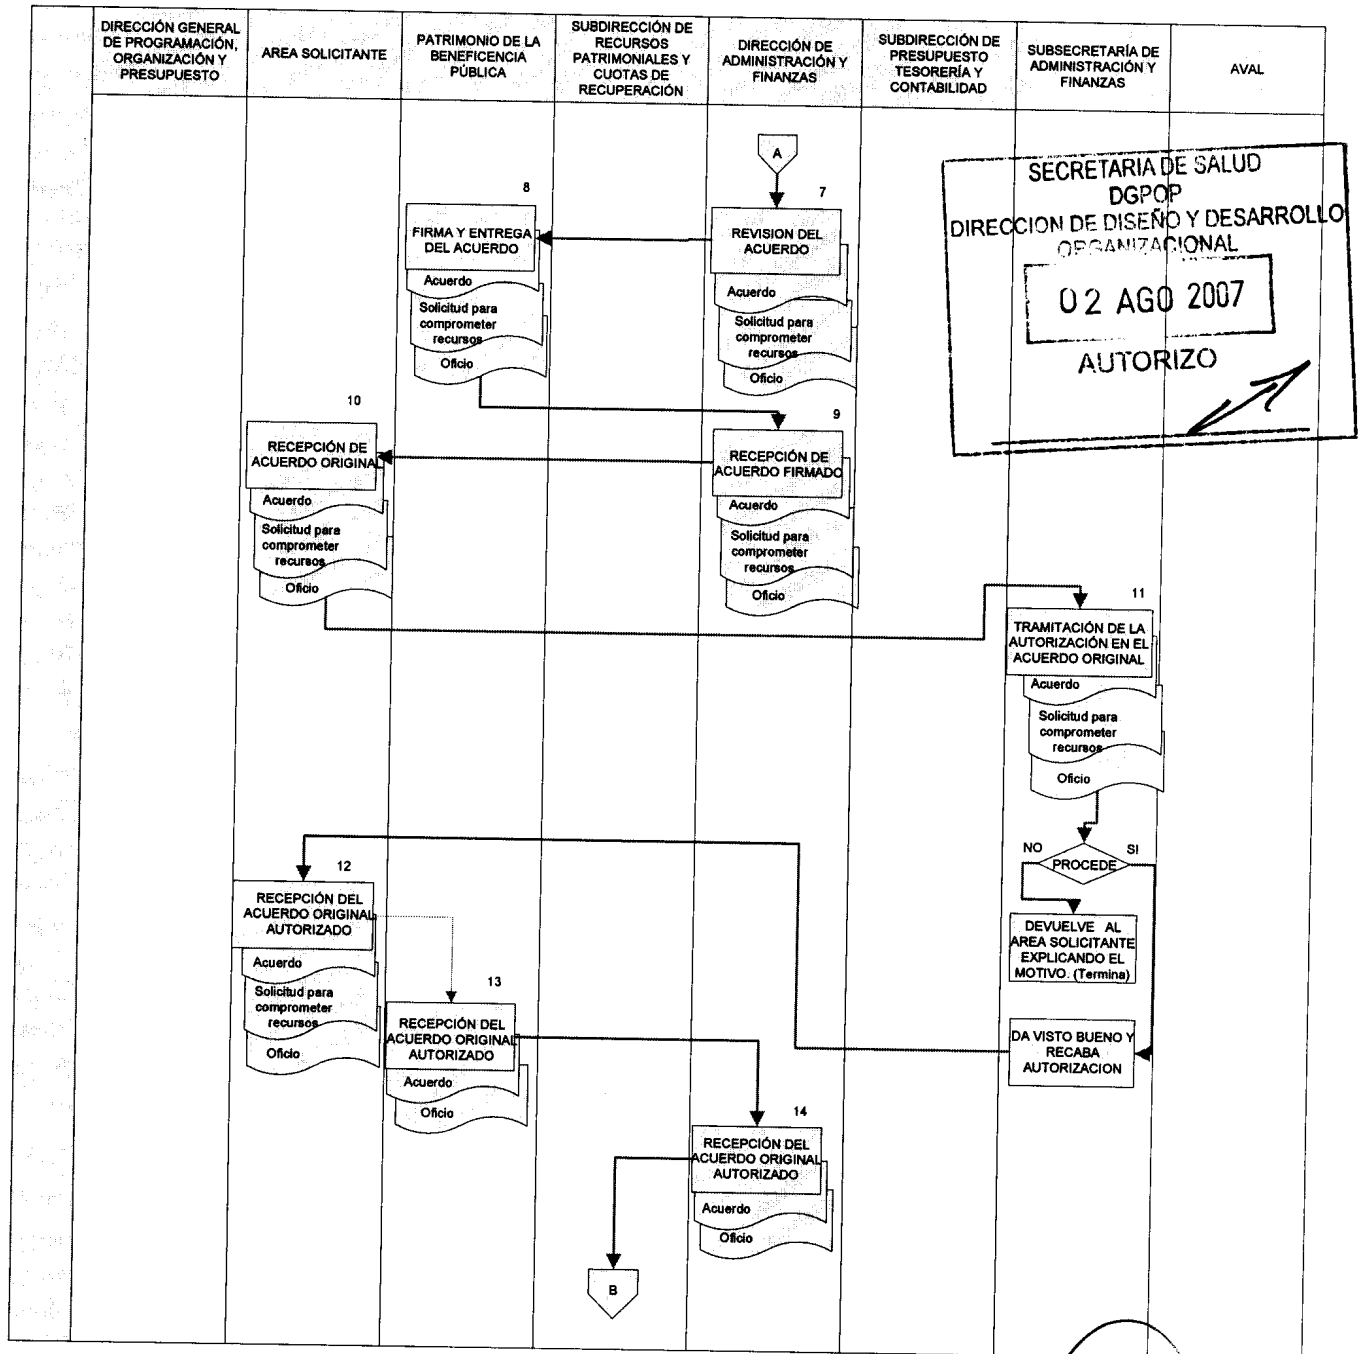 DIRECCIÓN GENERAL
DE PROGRAMACIÓN,
ORGANIZACIÓN Y
PRESUPUESTO
AREA SOLICITANTE
PATRIMONIO DE LA
BENEFICENCIA
PÚBLICA
SUBDIRECCIÓN DE
RECURSOS
PATRIMONIALES Y
CUOTAS DE
RECUPERACIÓN
DIRECCIÓN DE
ADMINISTRACIÓN Y
FINANZAS
SUBDIRECCIÓN DE
PRESUPUESTO
TESORERÍA Y
CONTABILIDAD
SUBSECRETARÍA DE
ADMINISTRACIÓN Y
FINANZAS
AVAL
A
SECRETARIA DE SALUD
DGPOP
DIRECCION DE DISEÑO Y DESARROLLO
ORGANIZACIONAL
02 AGO 2007
AUTORIZO
7
REVISION DEL
ACUERDO
Acuerdo
Solicitud para
comprometer
recursos
Oficio
8
FIRMA Y ENTREGA
DEL ACUERDO
Acuerdo
Solicitud para
comprometer
recursos
Oficio
9
RECEPCIÓN DE
ACUERDO FIRMADO
Acuerdo
Solicitud para
comprometer
recursos
Oficio
10
RECEPCIÓN DE
ACUERDO ORIGINAL
Acuerdo
Solicitud para
comprometer
recursos
Oficio
11
TRAMITACIÓN DE LA
AUTORIZACIÓN EN EL
ACUERDO ORIGINAL
Acuerdo
Solicitud para
comprometer
recursos
Oficio
NO
PROCEDE
SI
DEVUELVE AL
AREA SOLICITANTE
EXPLICANDO EL
MOTIVO. (Termina)
DA VISTO BUENO Y
RECABA
AUTORIZACION
12
RECEPCIÓN DEL
ACUERDO ORIGINAL
AUTORIZADO
Acuerdo
Solicitud para
comprometer
recursos
Oficio
13
RECEPCIÓN DEL
ACUERDO ORIGINAL
AUTORIZADO
Acuerdo
Oficio
14
RECEPCIÓN DEL
ACUERDO ORIGINAL
AUTORIZADO
Acuerdo
Oficio
B